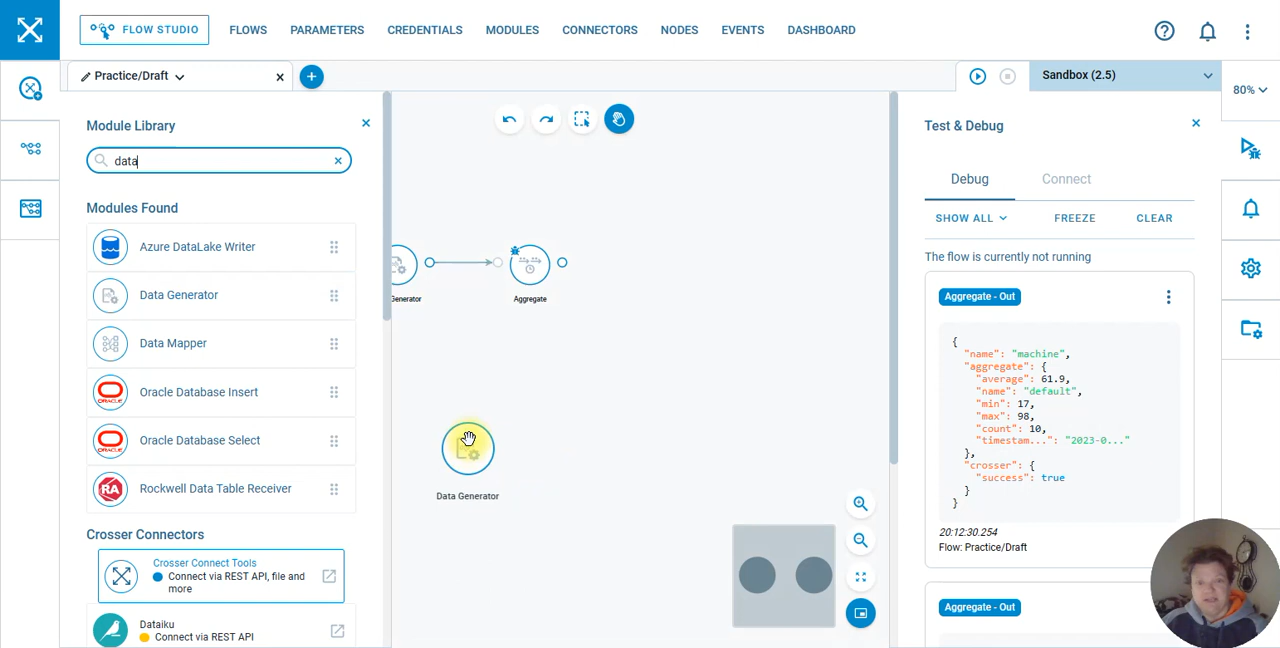 FLOW STUDIO
FLOWS
PARAMETERS
CREDENTIALS
MODULES
CONNECTORS
NODES
EVENTS
DASHBOARD
Practice/Draft
Sandbox (2.5)
80%
Module Library
data
Modules Found
Azure DataLake Writer
Data Generator
Data Mapper
Oracle Database Insert
Oracle Database Select
Rockwell Data Table Receiver
Crosser Connectors
Crosser Connect Tools
Connect via REST API, file and
more
Dataiku
Connect via REST API
Generator
Aggregate
Data Generator
Test & Debug
Debug
Connect
SHOW ALL
FREEZE
CLEAR
The flow is currently not running
Aggregate - Out
{
"name": "machine",
"aggregate": {
"average": 61.9,
"name": "default",
"min": 17,
"max": 98,
"count": 10,
"timestam...": "2023-0..."
},
"crosser": {
"success": true
}
}
20:12:30.254
Flow: Practice/Draft
Aggregate - Out